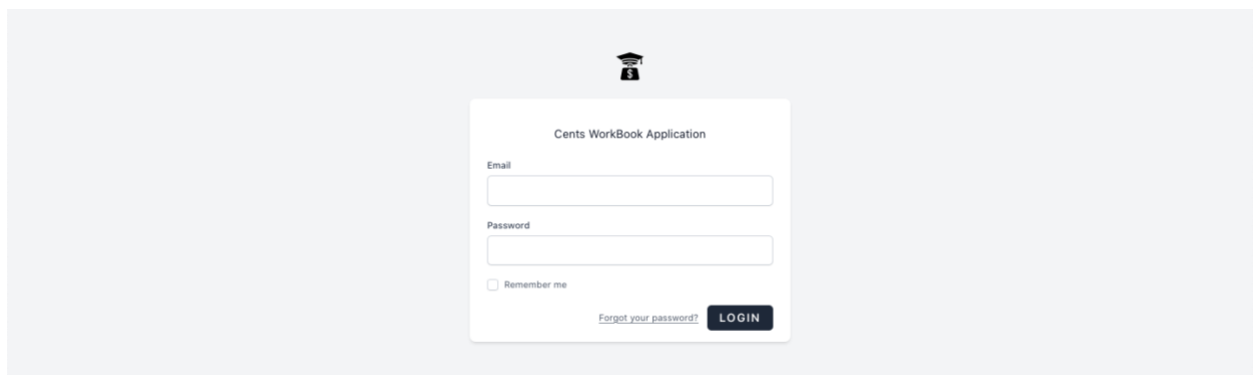 $
Cents WorkBook Application
Email
Password
Remember me
Forgot your password? LOGIN